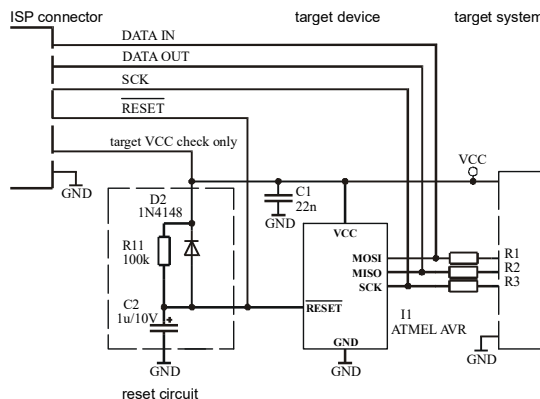 ISP connector
target device
target system
DATA IN
DATA OUT
SCK
RESET
target VCC check only
VCC
GND
D2
1N4148
C1
22n
GND
R11
100k
VCC
MOSI
MISO
SCK
R1
R2
R3
C2
1u/10V
+
RESET
I1
ATMEL AVR
GND
GND
GND
GND
reset circuit